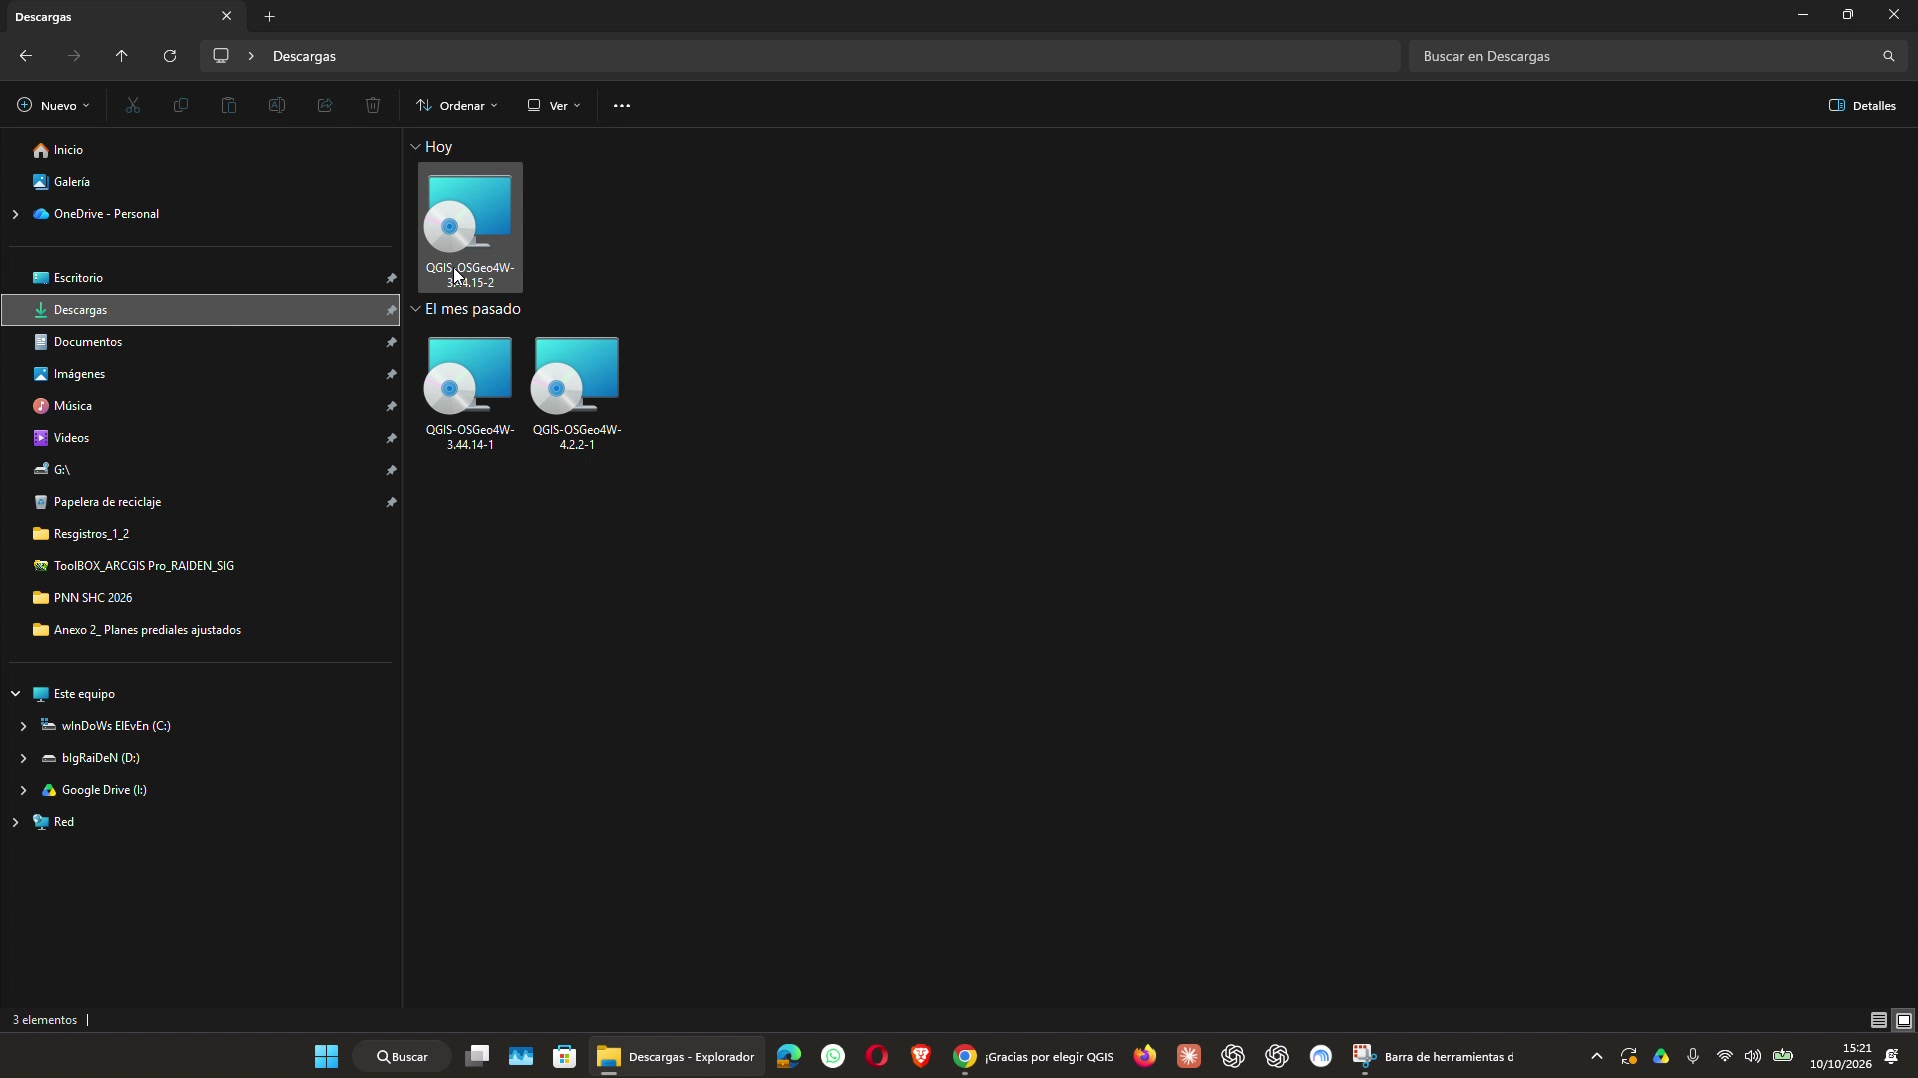 Descargas
Descargas
Buscar en Descargas
Nuevo
Ordenar
Ver
Detalles
Inicio
Galería
OneDrive - Personal
Escritorio
Descargas
Documentos
Imágenes
Música
Videos
G:\
Papelera de reciclaje
Resgistros_1_2
ToolBOX_ARCGIS Pro_RAIDEN_SIG
PNN SHC 2026
Anexo 2_ Planes prediales ajustados
Este equipo
wInDoWs ElEvEn (C:)
bIgRaiDeN (D:)
Google Drive (I:)
Red
Hoy
QGIS-OSGeo4W-
3.44.15-2
El mes pasado
QGIS-OSGeo4W-
3.44.14-1
QGIS-OSGeo4W-
4.2.2-1
3 elementos
Buscar
Descargas - Explorador
¡Gracias por elegir QGIS
Barra de herramientas d
15:21
10/10/2026